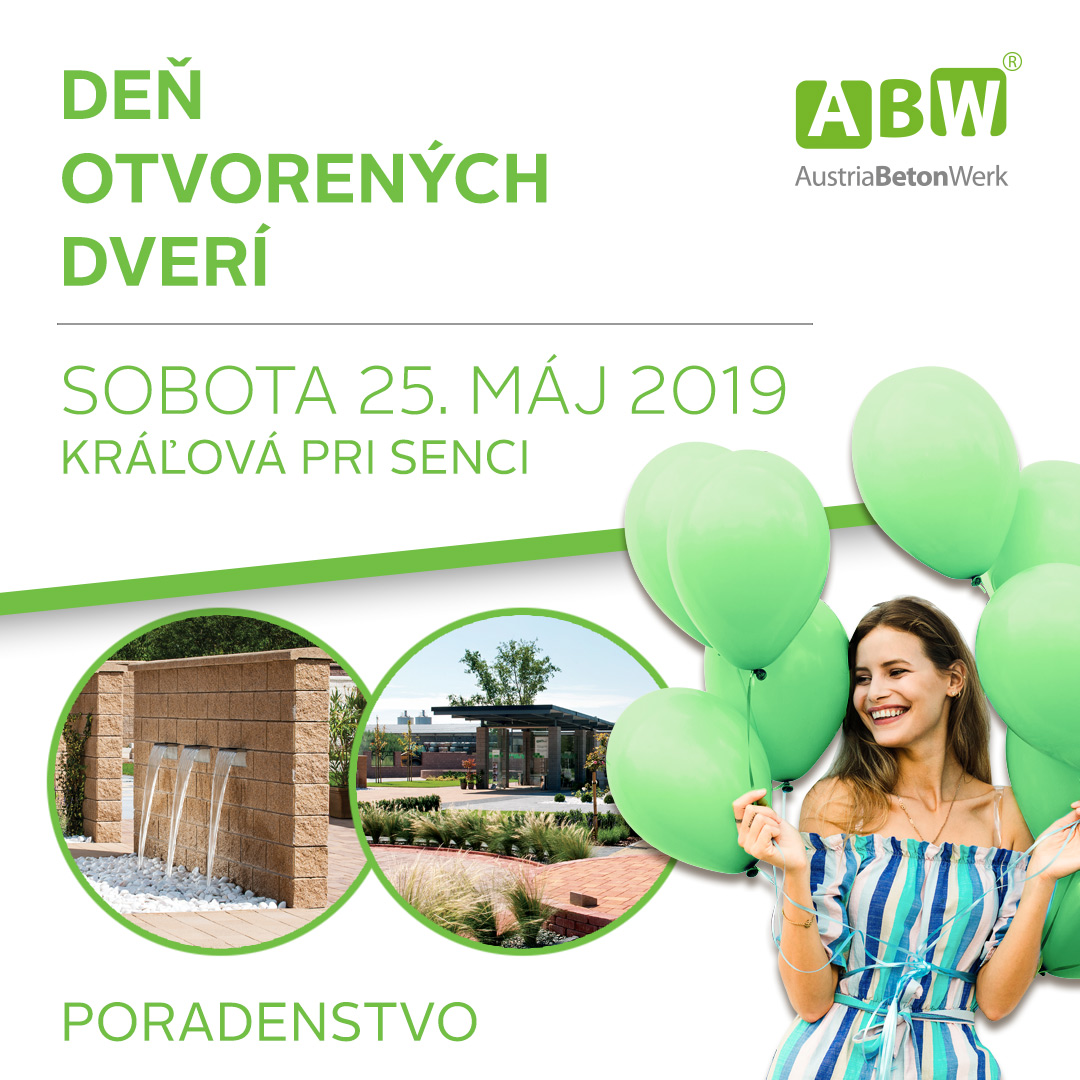 DEŇ
OTVORENÝCH
DVERÍ
ABW®
AustriaBetonWerk
SOBOTA 25. MÁJ 2019
KRÁĽOVÁ PRI SENCI
PORADENSTVO